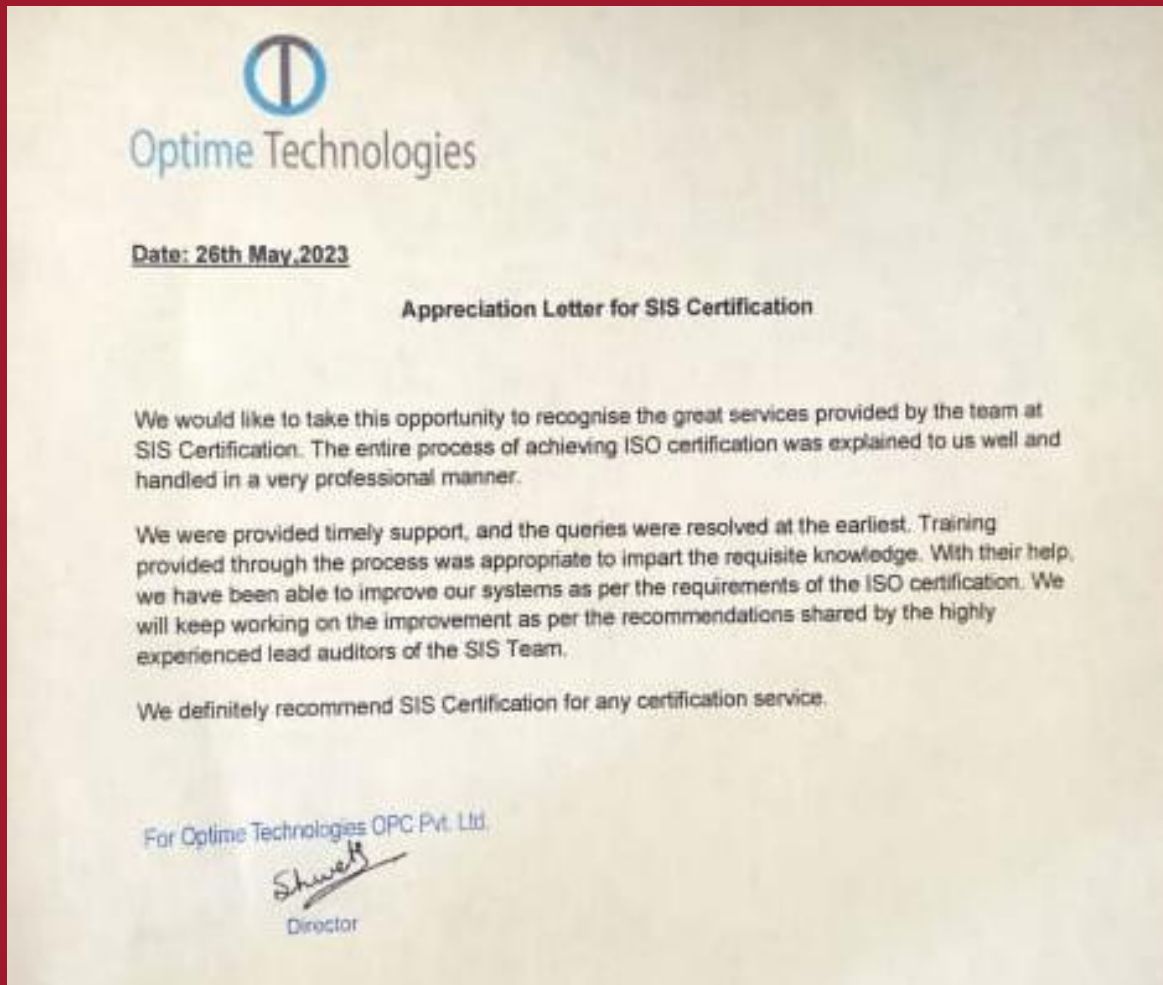 Optime Technologies
Date: 26th May,2023
Appreciation Letter for SIS Certification
We would like to take this opportunity to recognise the great services provided by the team at
SIS Certification. The entire process of achieving ISO certification was explained to us well and
handled in a very professional manner.
We were provided timely support, and the queries were resolved at the earliest. Training
provided through the process was appropriate to impart the requisite knowledge. With their help,
we have been able to improve our systems as per the requirements of the ISO certification. We
will keep working on the improvement as per the recommendations shared by the highly
experienced lead auditors of the SIS Team.
We definitely recommend SIS Certification for any certification service.
For Optime Technologies OPC Pvt. Ltd.
Director